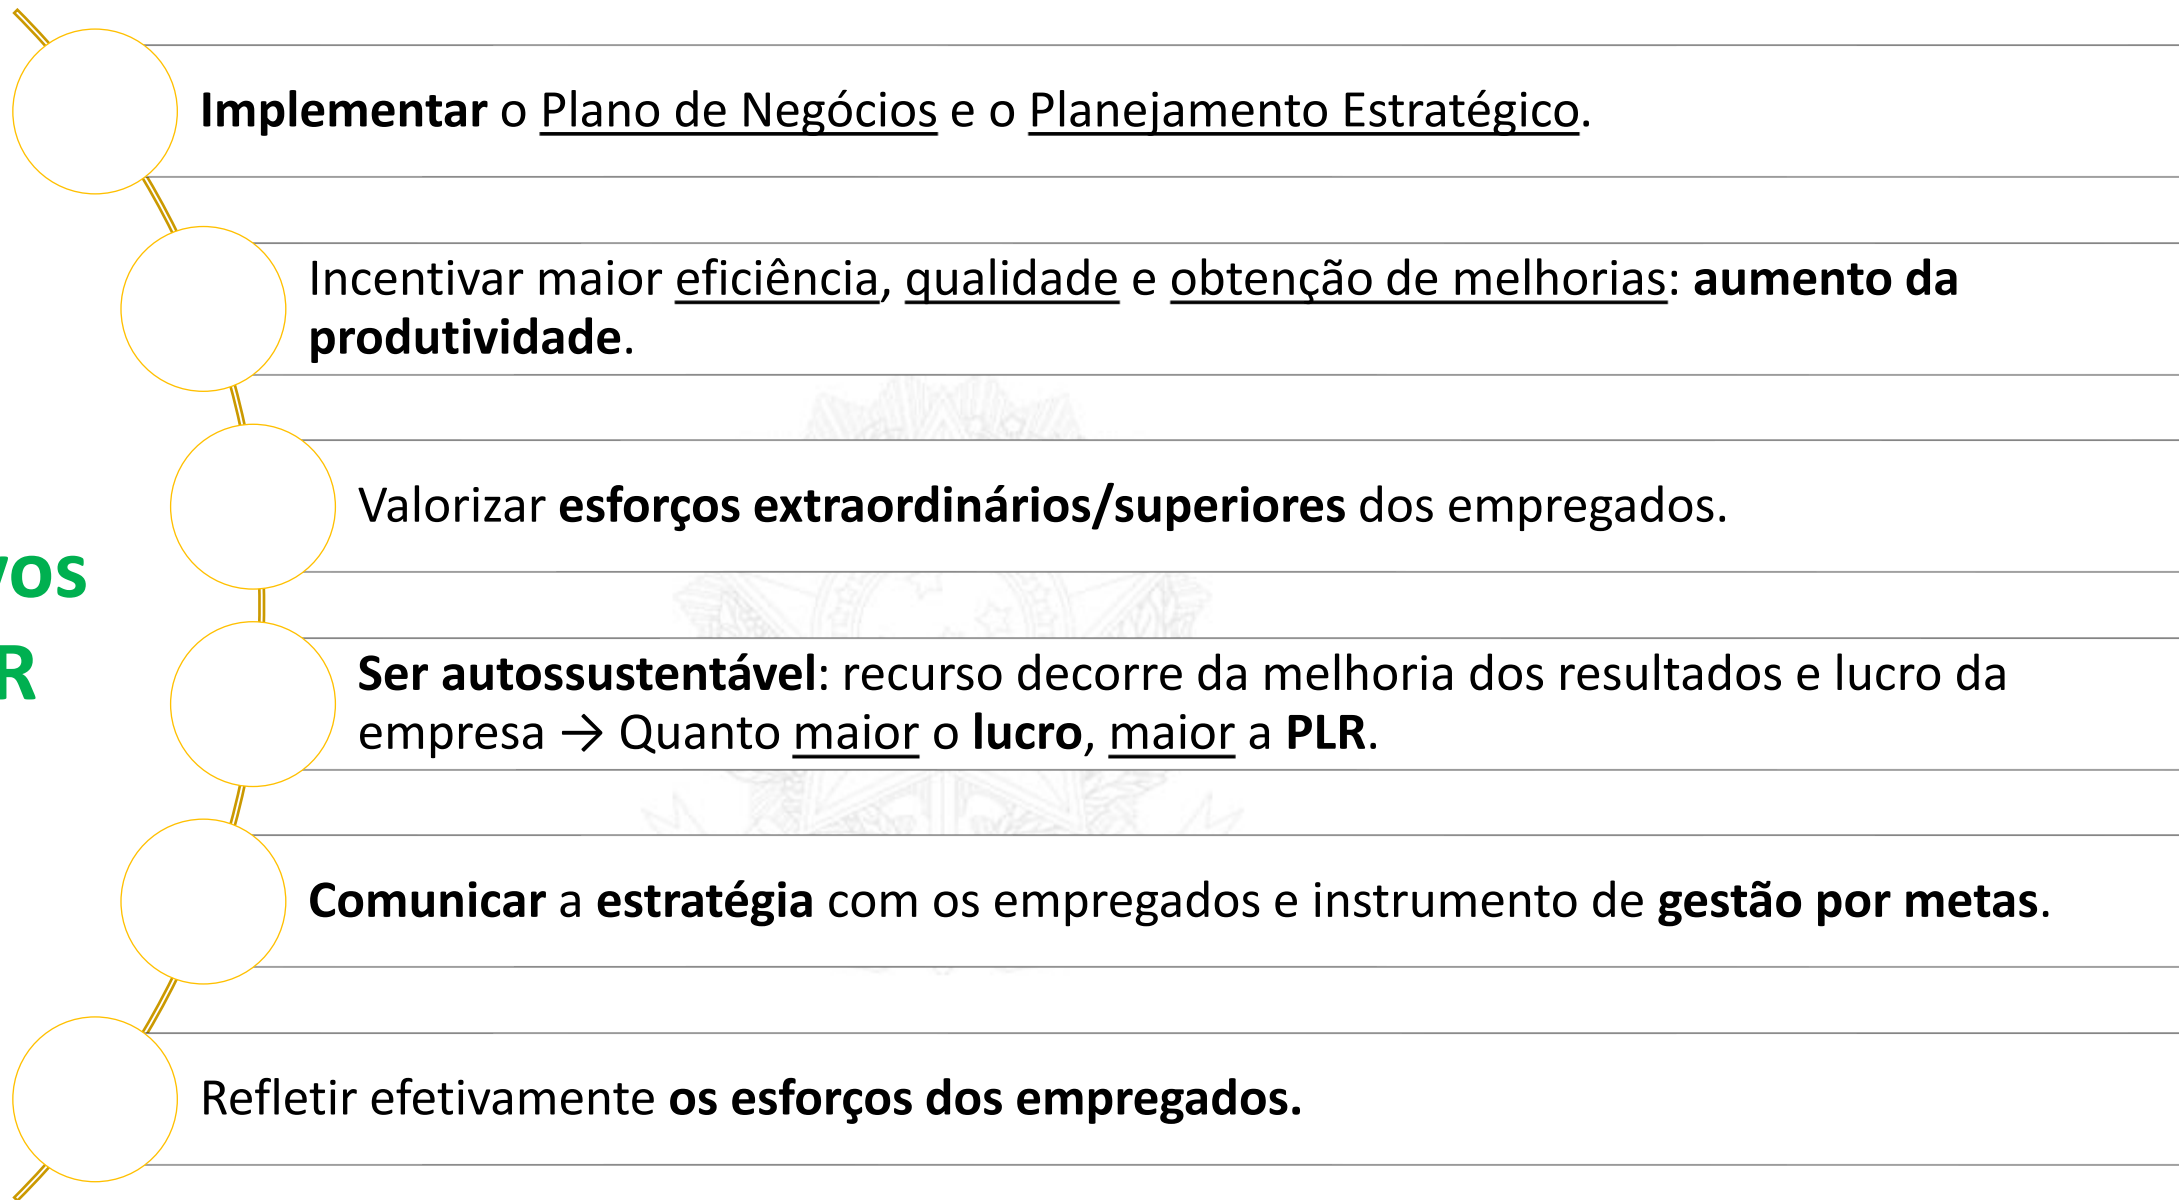 Implementar o Plano de Negócios e o Planejamento Estratégico.
Incentivar maior eficiência, qualidade e obtenção de melhorias: aumento da
produtividade.
Valorizar esforços extraordinários/superiores dos empregados.
vos
R
Ser autossustentável: recurso decorre da melhoria dos resultados e lucro da
empresa → Quanto maior o lucro, maior a PLR.
Comunicar a estratégia com os empregados e instrumento de gestão por metas.
Refletir efetivamente os esforços dos empregados.